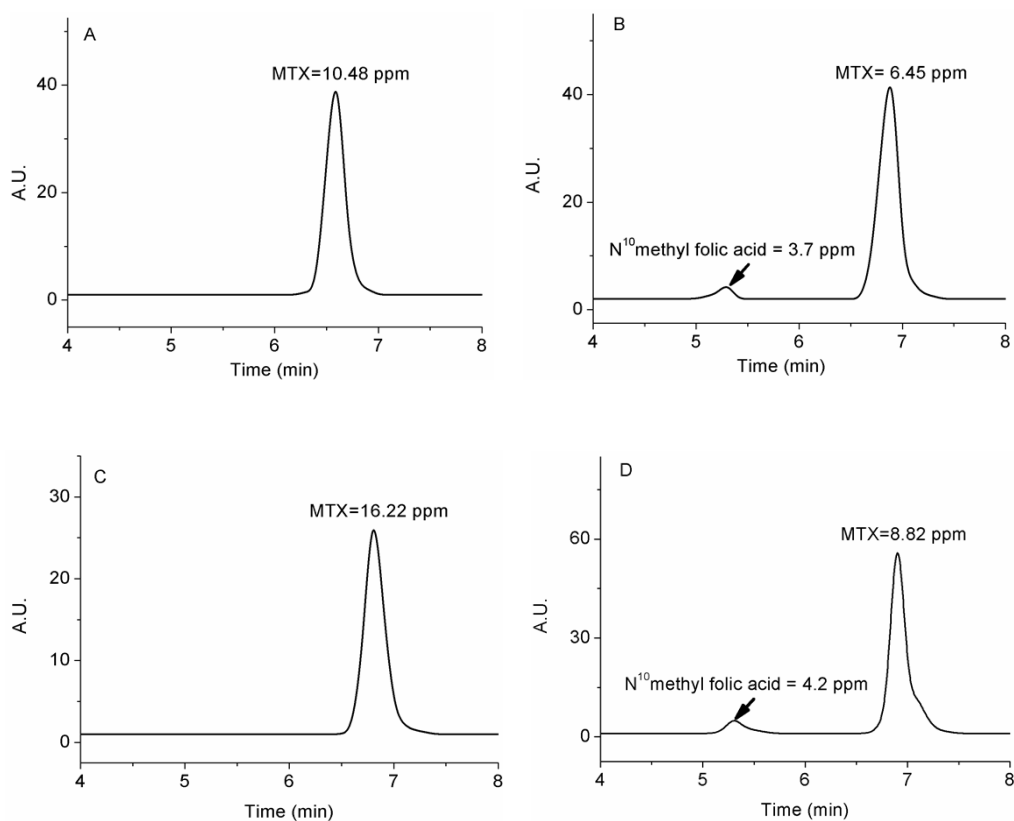 A
MTX=10.48 ppm
40
20
0
A.U.
4 5 6 7 8
Time (min)
B
MTX= 6.45 ppm
40
20
0
A.U.
N¹⁰methyl folic acid = 3.7 ppm
4 5 6 7 8
Time (min)
C
MTX=16.22 ppm
30
20
10
0
A.U.
4 5 6 7 8
Time (min)
D
MTX=8.82 ppm
60
30
0
A.U.
N¹⁰methyl folic acid = 4.2 ppm
4 5 6 7 8
Time (min)